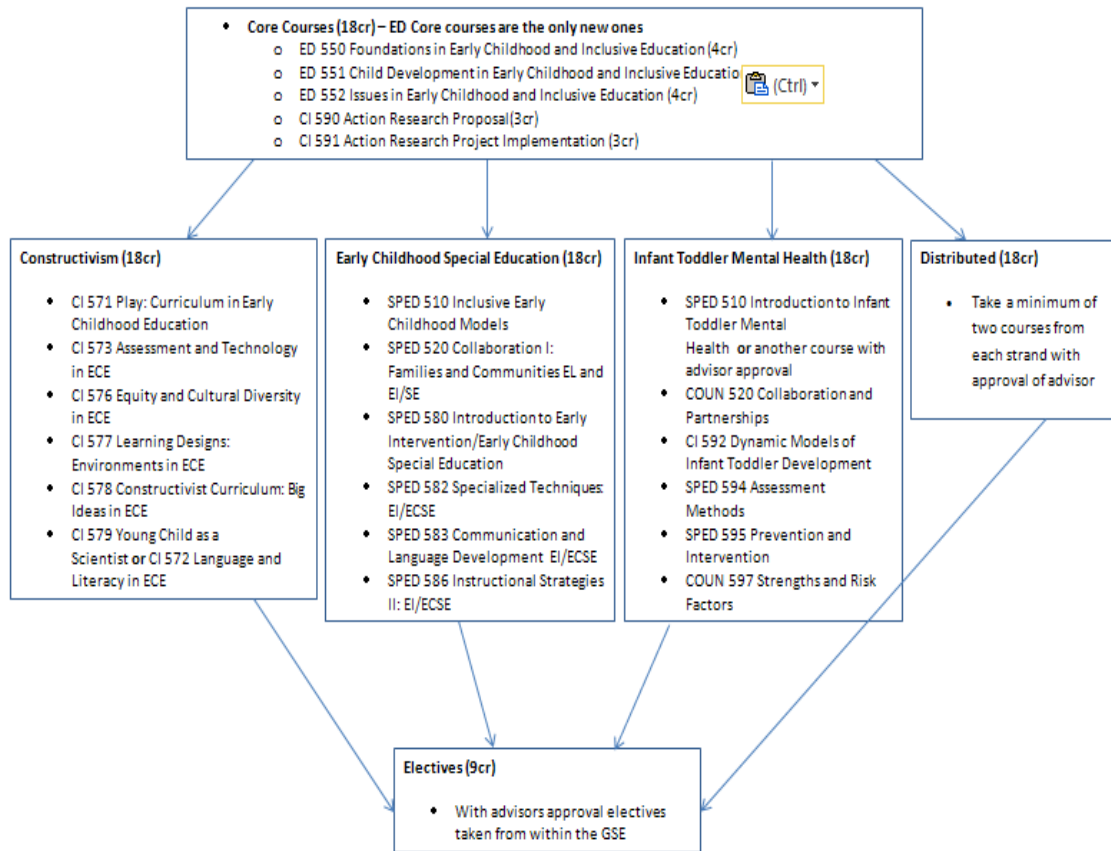 Core Courses (18cr) – ED Core courses are the only new ones
ED 550 Foundations in Early Childhood and Inclusive Education (4cr)
ED 551 Child Development in Early Childhood and Inclusive Educatio
ED 552 Issues in Early Childhood and Inclusive Education (4cr)
(Ctrl)
CI 590 Action Research Proposal(3cr)
CI 591 Action Research Project Implementation (3cr)
Constructivism (18cr)
CI 571 Play: Curriculum in Early
Childhood Education
CI 573 Assessment and Technology
in ECE
CI 576 Equity and Cultural Diversity
in ECE
CI 577 Learning Designs:
Environments in ECE
CI 578 Constructivist Curriculum: Big
Ideas in ECE
CI 579 Young Child as a
Scientist or CI 572 Language and
Literacy in ECE
Early Childhood Special Education (18cr)
SPED 510 Inclusive Early
Childhood Models
SPED 520 Collaboration I:
Families and Communities EL and
EI/SE
SPED 580 Introduction to Early
Intervention/Early Childhood
Special Education
SPED 582 Specialized Techniques:
EI/ECSE
SPED 583 Communication and
Language Development EI/ECSE
SPED 586 Instructional Strategies
II: EI/ECSE
Infant Toddler Mental Health (18cr)
SPED 510 Introduction to Infant
Toddler Mental
Health or another course with
advisor approval
COUN 520 Collaboration and
Partnerships
CI 592 Dynamic Models of
Infant Toddler Development
SPED 594 Assessment
Methods
SPED 595 Prevention and
Intervention
COUN 597 Strengths and Risk
Factors
Distributed (18cr)
Take a minimum of
two courses from
each strand with
approval of advisor
Electives (9cr)
With advisors approval electives
taken from within the GSE